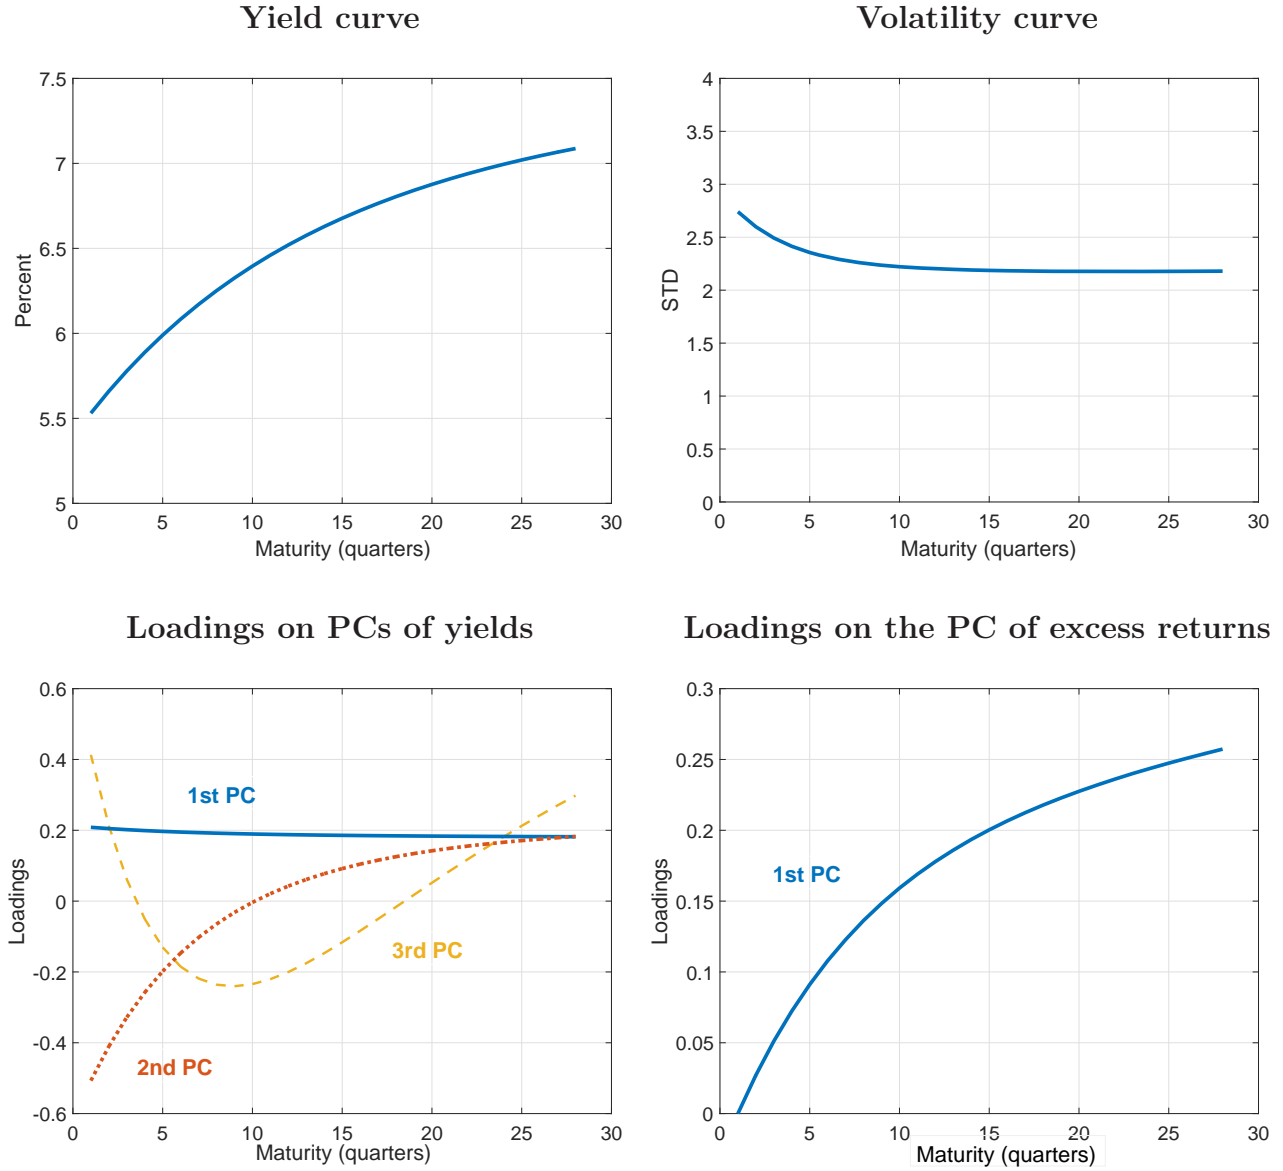 Yield curve
7.5
7
6.5
6
5.5
5
Percent
0 5 10 15 20 25 30
Maturity (quarters)
Volatility curve
4
3.5
3
2.5
2
1.5
1
0.5
0
STD
0 5 10 15 20 25 30
Maturity (quarters)
Loadings on PCs of yields
0.6
0.4
0.2
0
-0.2
-0.4
-0.6
Loadings
1st PC
3rd PC
2nd PC
0 5 10 15 20 25 30
Maturity (quarters)
Loadings on the PC of excess returns
0.3
0.25
0.2
0.15
0.1
0.05
0
Loadings
1st PC
0 5 10 15 20 25 30
Maturity (quarters)